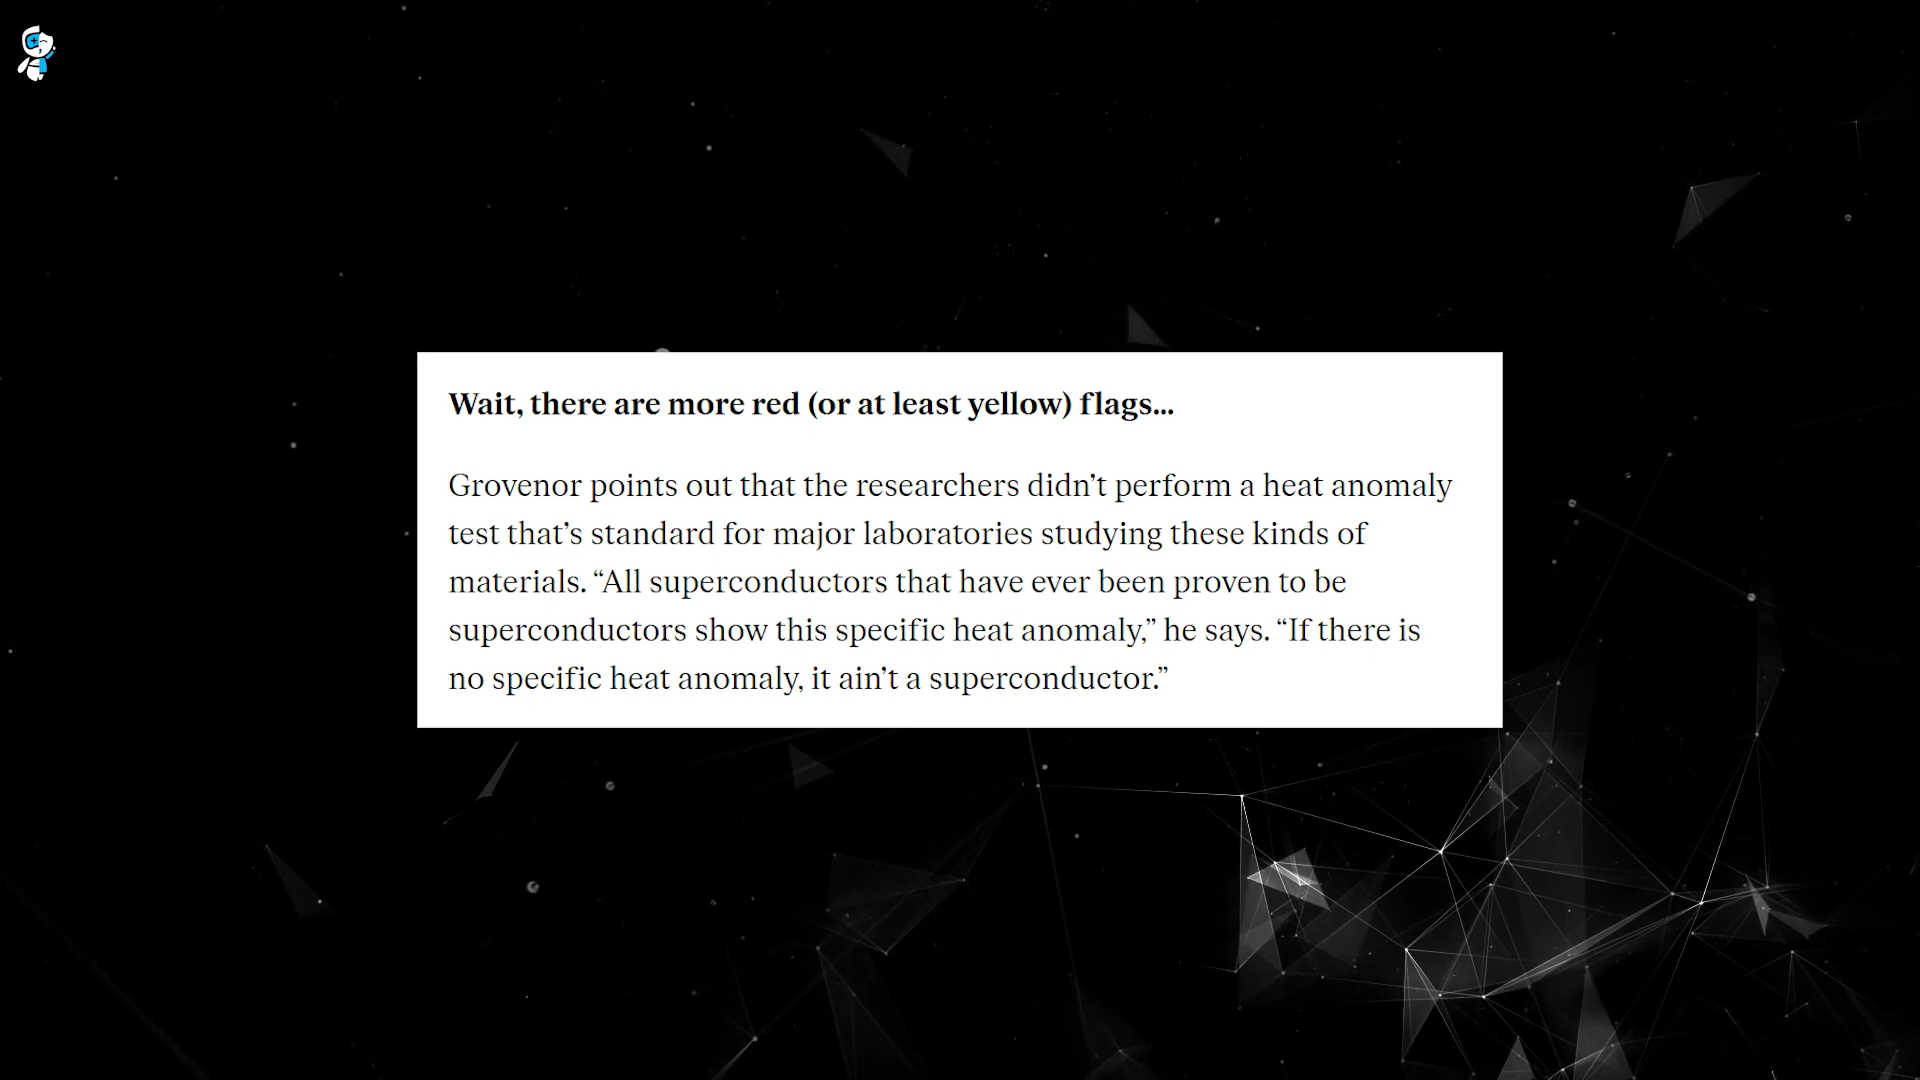 Wait, there are more red (or at least yellow) flags...
Grovenor points out that the researchers didn’t perform a heat anomaly
test that’s standard for major laboratories studying these kinds of
materials. “All superconductors that have ever been proven to be
superconductors show this specific heat anomaly,” he says. “If there is
no specific heat anomaly, it ain’t a superconductor.”